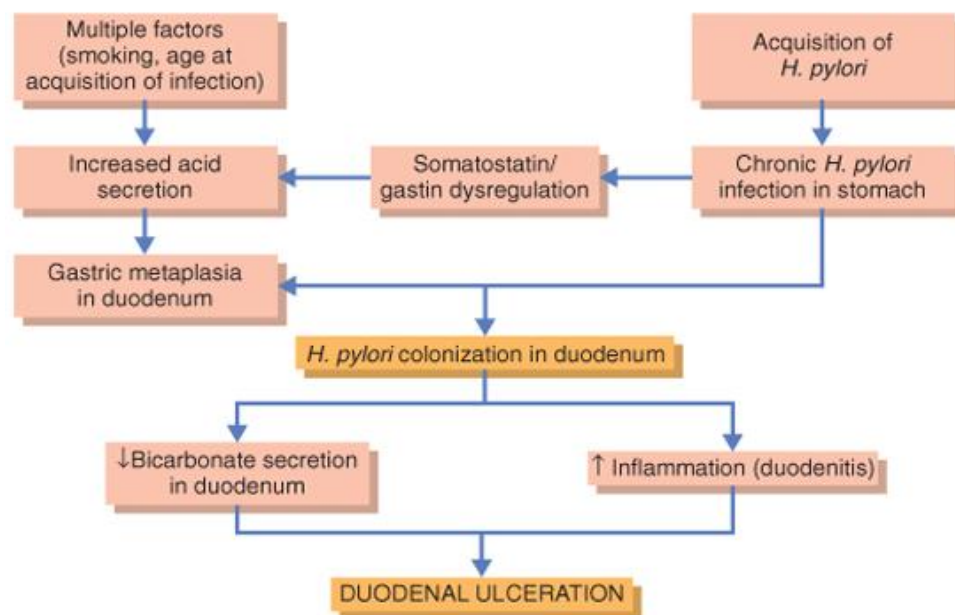 Multiple factors
(smoking, age at
acquisition of infection)
Acquisition of
H. pylori
Increased acid
secretion
Somatostatin/
gastin dysregulation
Chronic H. pylori
infection in stomach
Gastric metaplasia
in duodenum
H. pylori colonization in duodenum
↓Bicarbonate secretion
in duodenum
↑ Inflammation (duodenitis)
DUODENAL ULCERATION